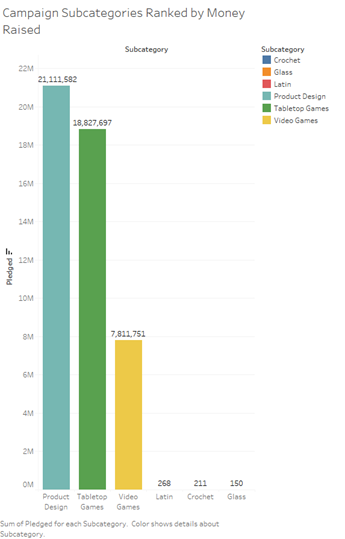 Campaign Subcategories Ranked by Money
Raised
Subcategory
Subcategory
Crochet
Glass
Latin
Product Design
Tabletop Games
Video Games
22M
20M
18M
16M
14M
12M
10M
8M
6M
4M
2M
0M
Pledged
21,111,582
18,827,697
7,811,751
268
211
150
Product
Design
Tabletop
Games
Video
Games
Latin
Crochet
Glass
Sum of Pledged for each Subcategory. Color shows details about
Subcategory.